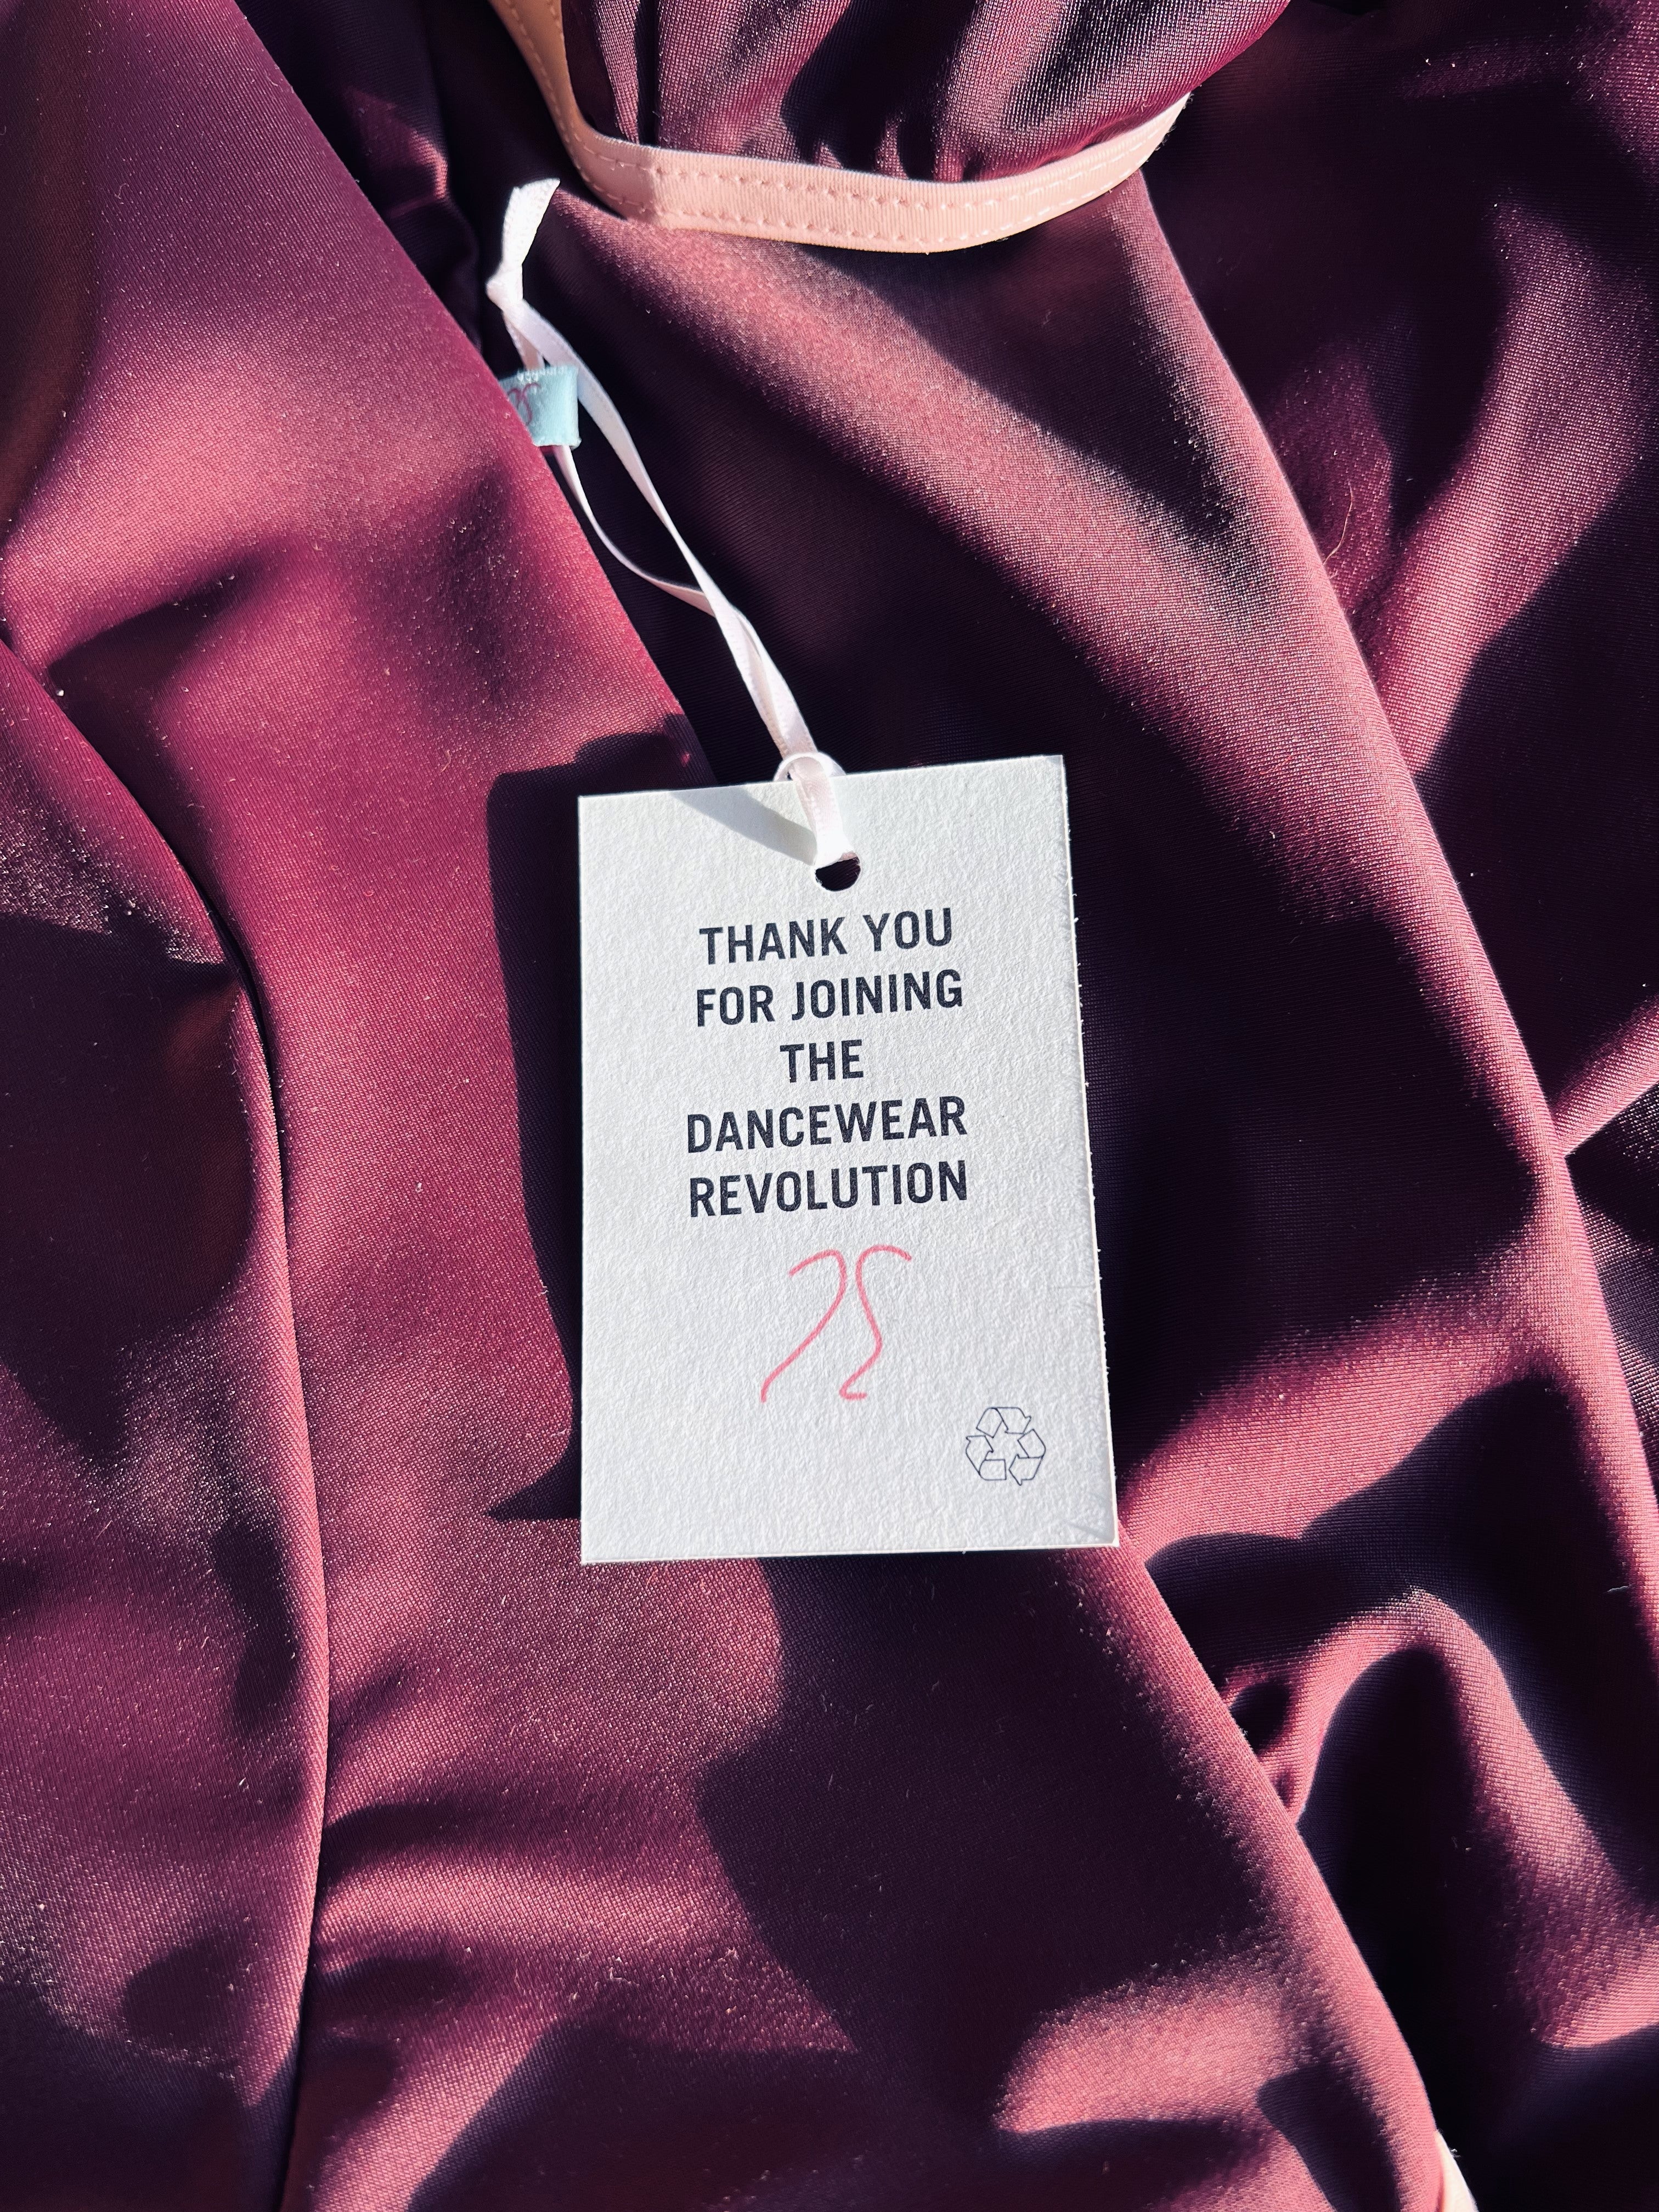 THANK YOU
FOR JOINING
THE
DANCEWEAR
REVOLUTION